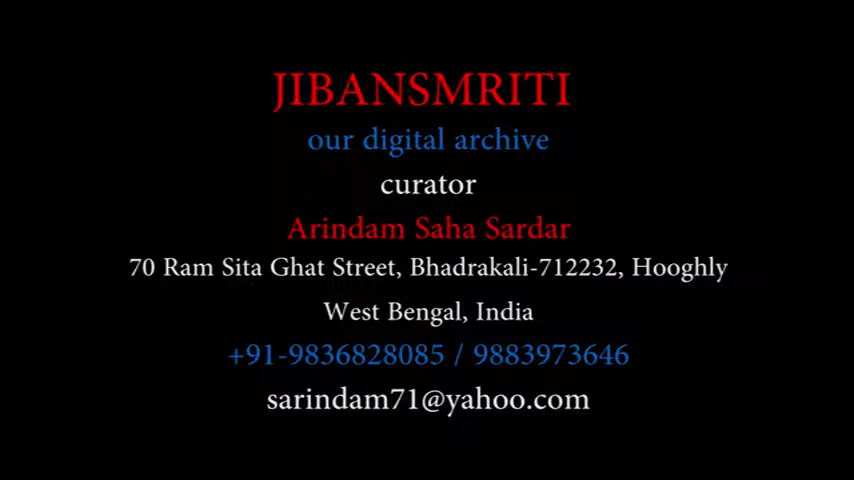 JIBANSMRITI
our digital archive
curator
Arindam Saha Sardar
70 Ram Sita Ghat Street, Bhadrakali-712232, Hooghly
West Bengal, India
+91-9836828085 / 9883973646
sarindam71@yahoo.com